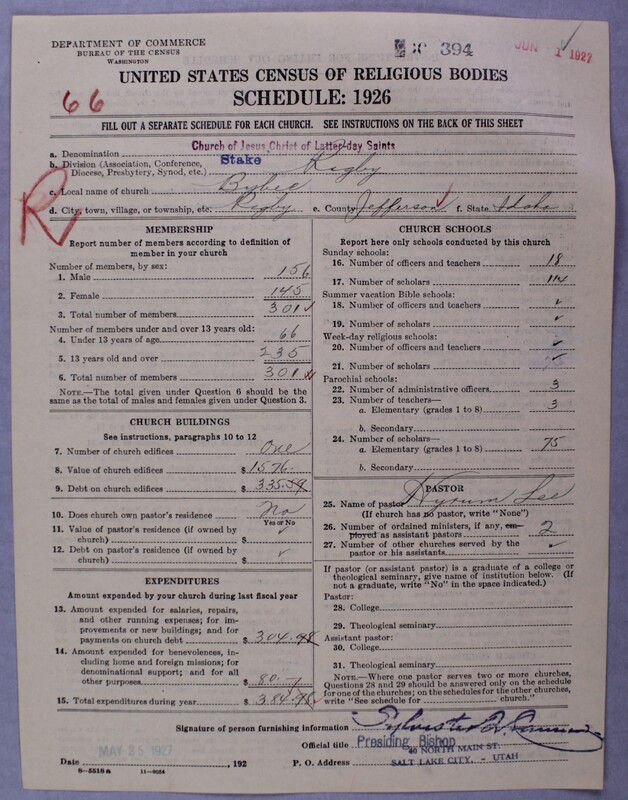 DEPARTMENT OF COMMERCE
BUREAU OF THE CENSUS
WASHINGTON
394
JUN 1 1927
UNITED STATES CENSUS OF RELIGIOUS BODIES
SCHEDULE: 1926
66
FILL OUT A SEPARATE SCHEDULE FOR EACH CHURCH. SEE INSTRUCTIONS ON THE BACK OF THIS SHEET
a. Denomination Church of Jesus Christ of Latter-day Saints
b. Division (Association, Conference, Diocese, Presbytery, Synod, etc.) Stake Rigby
c. Local name of church Bybee
d. City, town, village, or township, etc. Rigby e. County Jefferson f. State Idaho
R
MEMBERSHIP
Report number of members according to definition of member in your church
Number of members, by sex:
1. Male 156
2. Female 145
3. Total number of members 301
Number of members under and over 13 years old:
4. Under 13 years of age 66
5. 13 years old and over 235
6. Total number of members 301
NOTE.—The total given under Question 6 should be the same as the total of males and females given under Question 3.
CHURCH BUILDINGS
See instructions, paragraphs 10 to 12
7. Number of church edifices One
8. Value of church edifices $ 1576.
9. Debt on church edifices $ 335.59
10. Does church own pastor's residence No
Yes or No
11. Value of pastor's residence (if owned by church) $
12. Debt on pastor's residence (if owned by church) $
EXPENDITURES
Amount expended by your church during last fiscal year
13. Amount expended for salaries, repairs, and other running expenses; for improvements or new buildings; and for payments on church debt $ 304.98
14. Amount expended for benevolences, including home and foreign missions; for denominational support; and for all other purposes $ 80.
15. Total expenditures during year $ 384.98
CHURCH SCHOOLS
Report here only schools conducted by this church
Sunday schools:
16. Number of officers and teachers 18
17. Number of scholars 114
Summer vacation Bible schools:
18. Number of officers and teachers
19. Number of scholars
Week-day religious schools:
20. Number of officers and teachers
21. Number of scholars
Parochial schools:
22. Number of administrative officers 3
23. Number of teachers—
a. Elementary (grades 1 to 8) 3
b. Secondary
24. Number of scholars—
a. Elementary (grades 1 to 8) 75
b. Secondary
PASTOR
25. Name of pastor Hyrum Lee
(If church has no pastor, write "None")
26. Number of ordained ministers, if any, employed as assistant pastors 2
27. Number of other churches served by the pastor or his assistants
If pastor (or assistant pastor) is a graduate of a college or theological seminary, give name of institution below. (If not a graduate, write "No" in the space indicated.)
Pastor:
28. College
29. Theological seminary
Assistant pastor:
30. College
31. Theological seminary
NOTE.—Where one pastor serves two or more churches, Questions 28 and 29 should be answered only on the schedule for one of the churches; on the schedules for the other churches, write "See schedule for church."
Signature of person furnishing information Sylvester Q. Cannon
Official title Presiding Bishop
MAY 25 1927
40 NORTH MAIN ST.
Date , 192 P. O. Address SALT LAKE CITY, - UTAH
8-5518a 11-9054